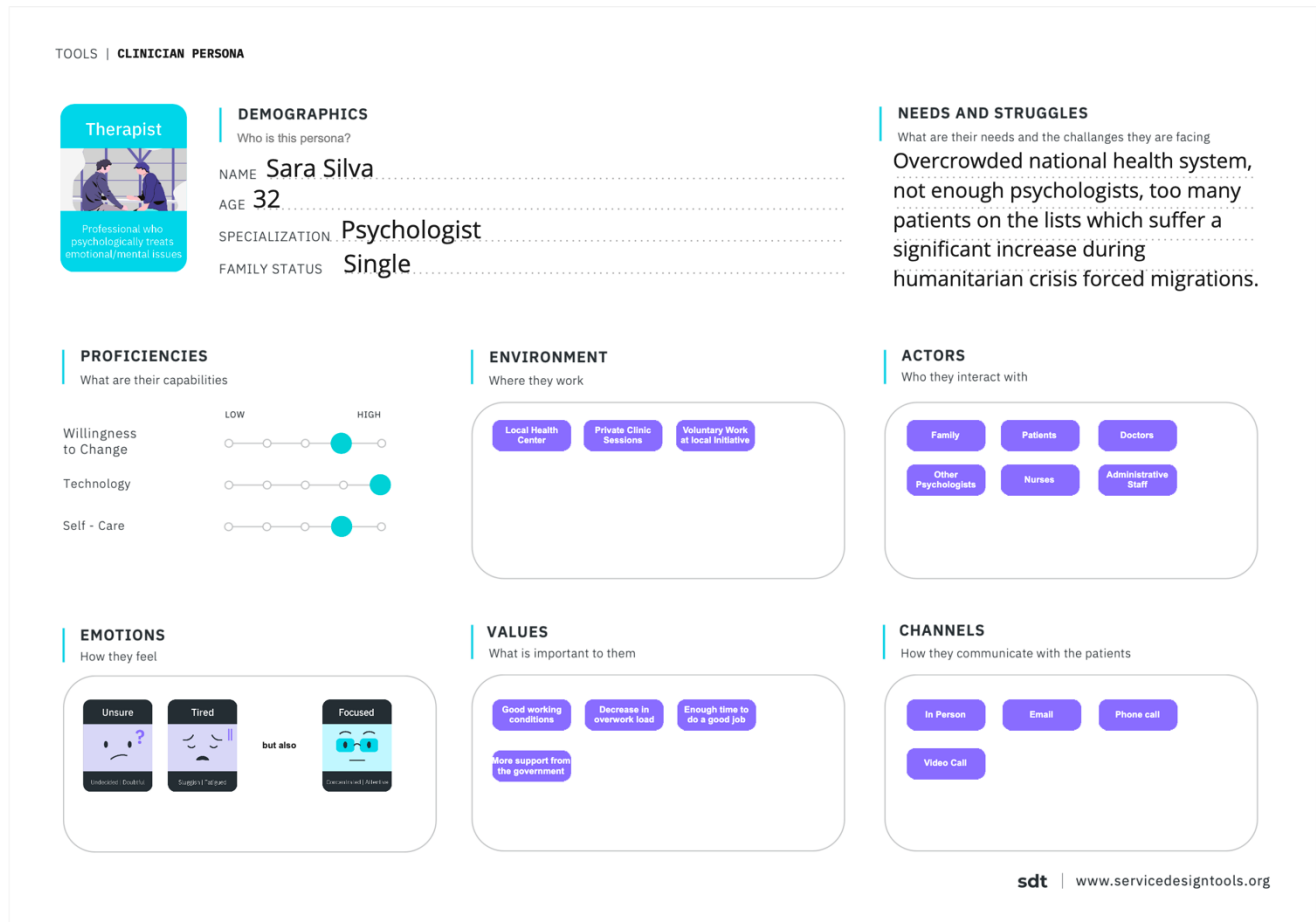 TOOLS | CLINICIAN PERSONA
Therapist
Professional who
psychologically treats
emotional/mental issues
DEMOGRAPHICS
Who is this persona?
NAME Sara Silva
AGE 32
SPECIALIZATION Psychologist
FAMILY STATUS Single
NEEDS AND STRUGGLES
What are their needs and the challanges they are facing
Overcrowded national health system,
not enough psychologists, too many
patients on the lists which suffer a
significant increase during
humanitarian crisis forced migrations.
PROFICIENCIES
What are their capabilities
LOW HIGH
Willingness
to Change
Technology
Self - Care
ENVIRONMENT
Where they work
Local Health
Center
Private Clinic
Sessions
Voluntary Work
at local Initiative
ACTORS
Who they interact with
Family
Patients
Doctors
Other
Psychologists
Nurses
Administrative
Staff
EMOTIONS
How they feel
Unsure
?
Undecided | Doubtful
Tired
Sluggish | Fatigued
but also
Focused
Concentrated | Attentive
VALUES
What is important to them
Good working
conditions
Decrease in
overwork load
Enough time to
do a good job
More support from
the government
CHANNELS
How they communicate with the patients
In Person
Email
Phone call
Video Call
sdt | www.servicedesigntools.org